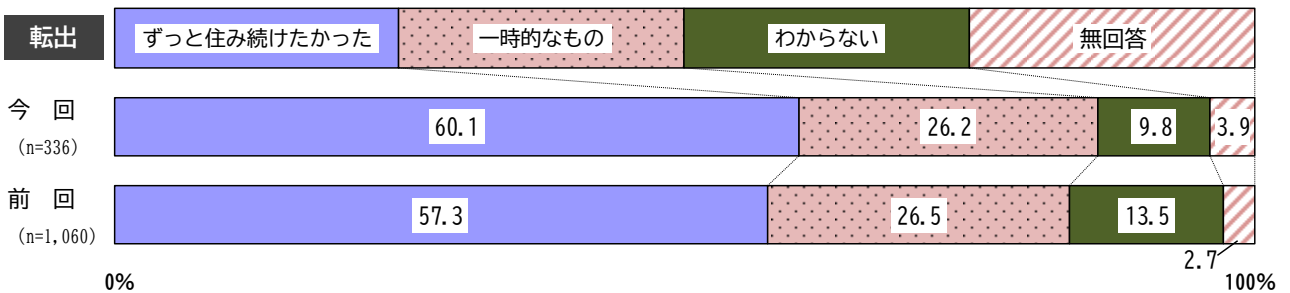 転出 ずっと住み続けたかった 一時的なもの わからない 無回答
今 回 60.1 26.2 9.8 3.9
(n=336)
前 回 57.3 26.5 13.5
(n=1,060)
2.7
0% 100%